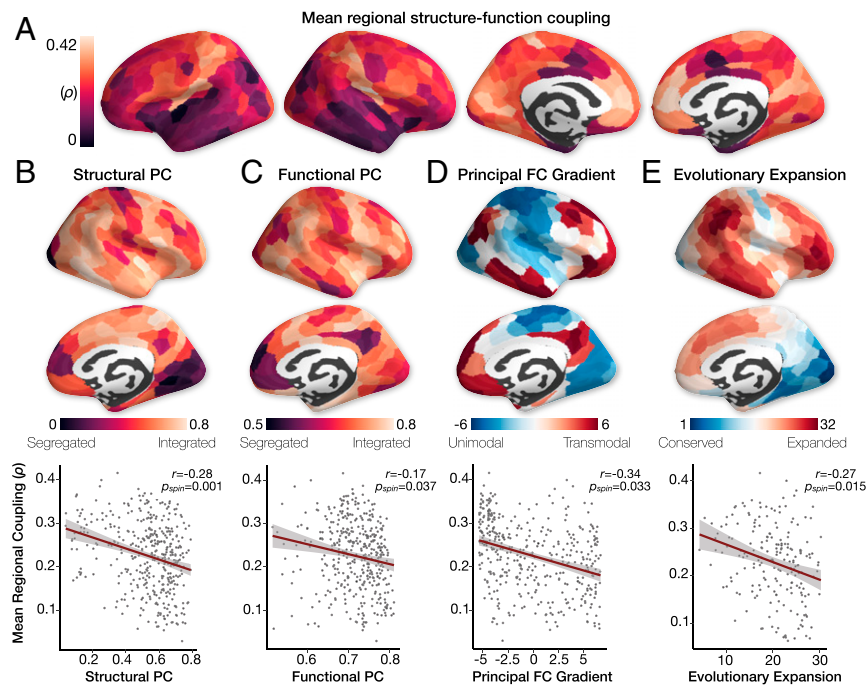 Mean regional structure-function coupling
A
0.42
(ρ)
0
B Structural PC
C Functional PC
D Principal FC Gradient
E Evolutionary Expansion
0 0.8
Segregated Integrated
0.5 0.8
Segregated Integrated
-6 6
Unimodal Transmodal
1 32
Conserved Expanded
Mean Regional Coupling (ρ)
r=-0.28
pspin=0.001
0.4
0.3
0.2
0.1
0.2 0.4 0.6 0.8
Structural PC
r=-0.17
pspin=0.037
0.4
0.3
0.2
0.1
0.6 0.7 0.8
Functional PC
r=-0.34
pspin=0.033
0.4
0.3
0.2
0.1
-5 -2.5 0 2.5 5
Principal FC Gradient
r=-0.27
pspin=0.015
0.4
0.3
0.2
0.1
10 20 30
Evolutionary Expansion